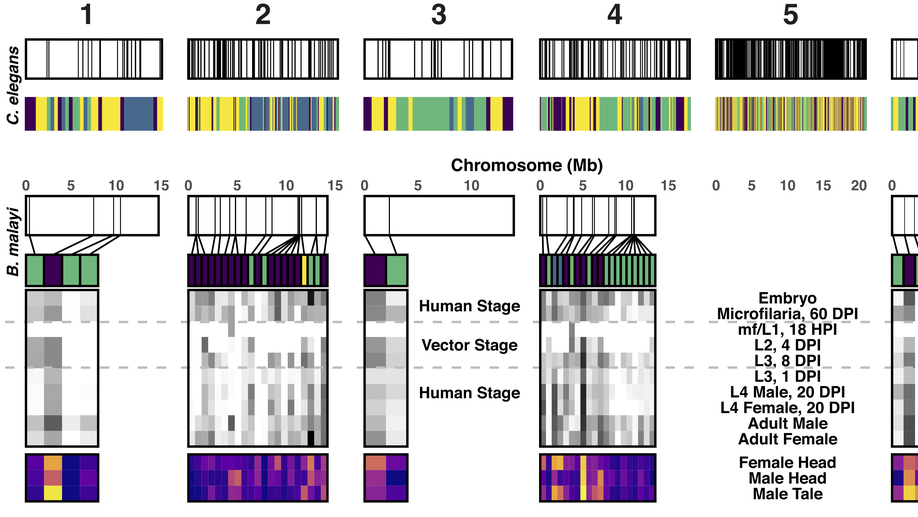 1 2 3 4 5
C. elegans
Chromosome (Mb)
0 5 10 15 0 5 10 15 0 5 10 0 5 10 15 0 5 10 15 20 0
B. malayi
Human Stage
Vector Stage
Human Stage
Embryo
Microfilaria, 60 DPI
mf/L1, 18 HPI
L2, 4 DPI
L3, 8 DPI
L3, 1 DPI
L4 Male, 20 DPI
L4 Female, 20 DPI
Adult Male
Adult Female
Female Head
Male Head
Male Tale